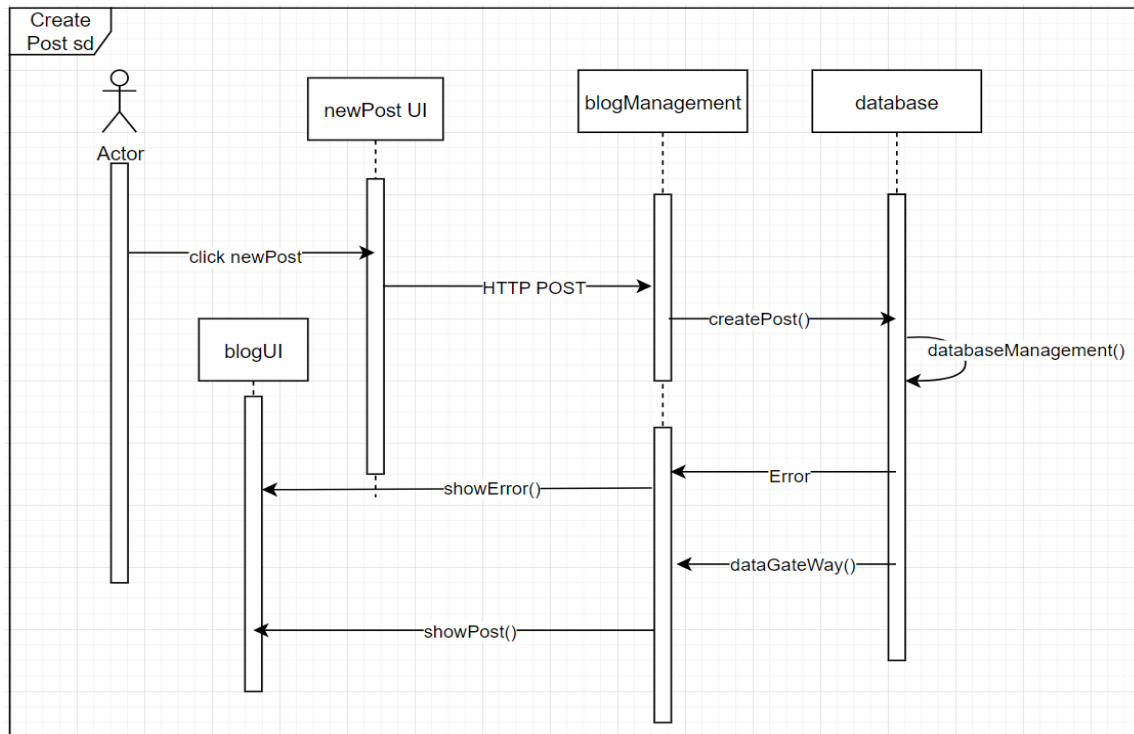 Create
Post sd
newPost UI
blogManagement
database
Actor
click newPost
HTTP POST
createPost()
blogUI
databaseManagement()
Error
showError()
dataGateWay()
showPost()